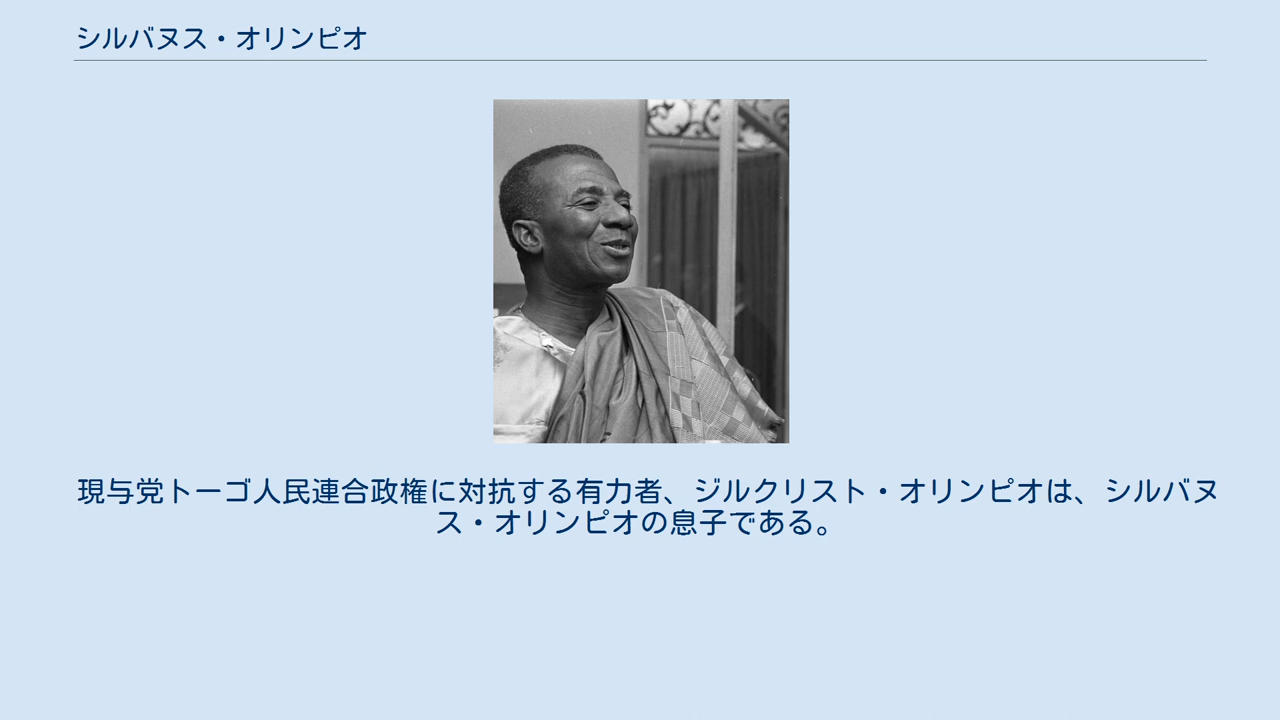 シルバヌス・オリンピオ
現与党トーゴ人民連合政権に対抗する有力者、ジルクリスト・オリンピオは、シルバヌ
ス・オリンピオの息子である。